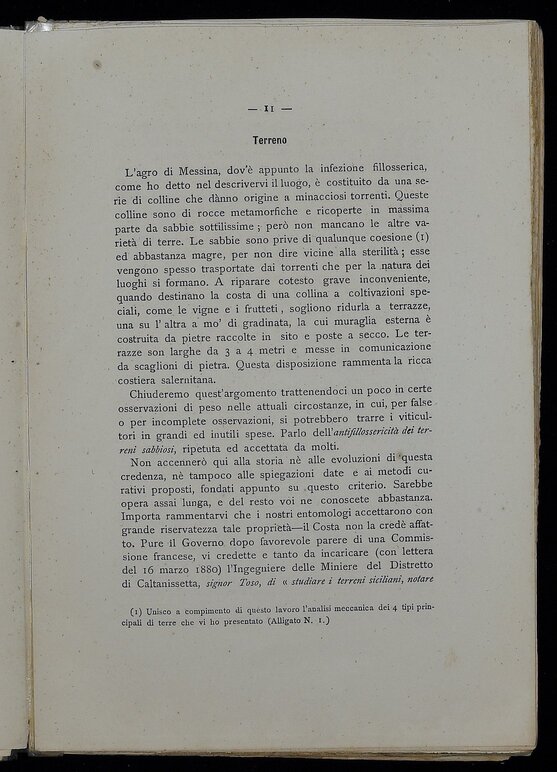 — 11 —
Terreno
L'agro di Messina, dov'è appunto la infezione fillosserica,
come ho detto nel descrivervi il luogo, è costituito da una se-
rie di colline che dànno origine a minacciosi torrenti. Queste
colline sono di rocce metamorfiche e ricoperte in massima
parte da sabbie sottilissime ; però non mancano le altre va-
rietà di terre. Le sabbie sono prive di qualunque coesione (1)
ed abbastanza magre, per non dire vicine alla sterilità ; esse
vengono spesso trasportate dai torrenti che per la natura dei
luoghi si formano. A riparare cotesto grave inconveniente,
quando destinano la costa di una collina a coltivazioni spe-
ciali, come le vigne e i frutteti, sogliono ridurla a terrazze,
una su l' altra a mo' di gradinata, la cui muraglia esterna è
costruita da pietre raccolte in sito e poste a secco. Le ter-
razze son larghe da 3 a 4 metri e messe in comunicazione
da scaglioni di pietra. Questa disposizione rammenta la ricca
costiera salernitana.
Chiuderemo quest'argomento trattenendoci un poco in certe
osservazioni di peso nelle attuali circostanze, in cui, per false
o per incomplete osservazioni, si potrebbero trarre i viticul-
tori in grandi ed inutili spese. Parlo dell'antifillossericità dei ter-
reni sabbiosi, ripetuta ed accettata da molti.
Non accennerò qui alla storia nè alle evoluzioni di questa
credenza, nè tampoco alle spiegazioni date e ai metodi cu-
rativi proposti, fondati appunto su questo criterio. Sarebbe
opera assai lunga, e del resto voi ne conoscete abbastanza.
Importa rammentarvi che i nostri entomologi accettarono con
grande riservatezza tale proprietà—il Costa non la credè affat-
to. Pure il Governo dopo favorevole parere di una Commis-
sione francese, vi credette e tanto da incaricare (con lettera
del 16 marzo 1880) l'Ingegniere delle Miniere del Distretto
di Caltanissetta, signor Toso, di « studiare i terreni siciliani, notare
(1) Unisco a compimento di questo lavoro l'analisi meccanica dei 4 tipi prin-
cipali di terre che vi ho presentato (Alligato N. 1.)